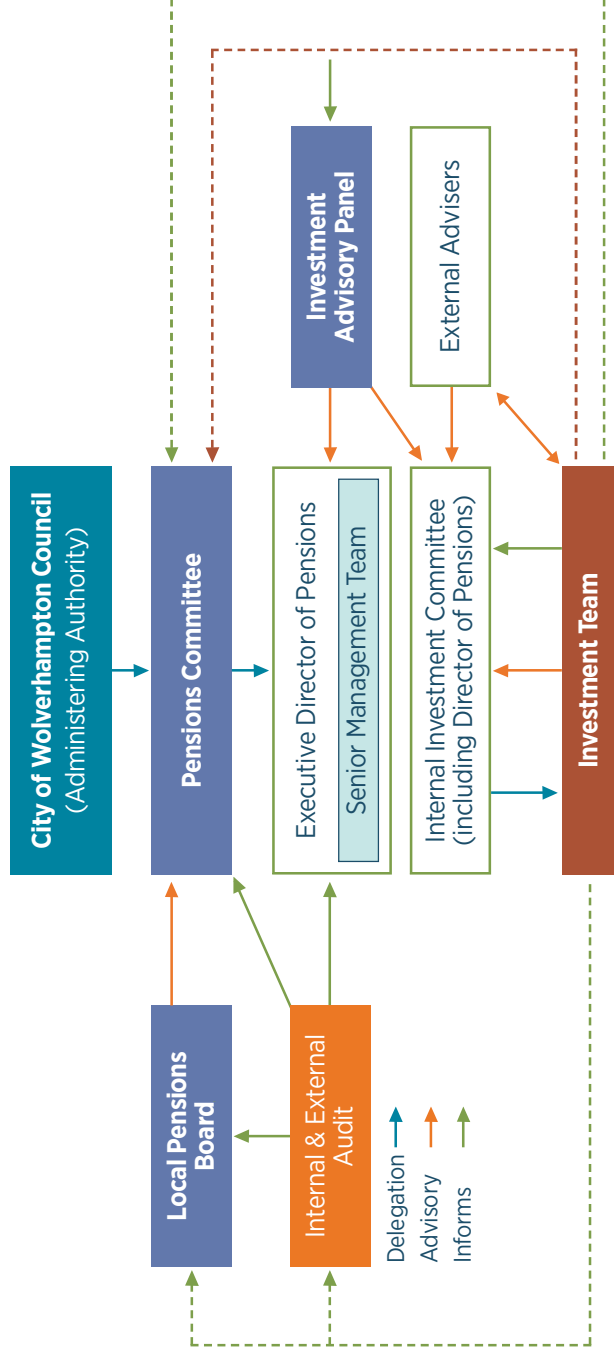 City of Wolverhampton Council
(Administering Authority)
Local Pensions
Board
Pensions Committee
Internal & External
Audit
Executive Director of Pensions
Senior Management Team
Investment
Advisory Panel
Internal Investment Committee
(including Director of Pensions)
External Advisers
Investment Team
Delegation
Advisory
Informs